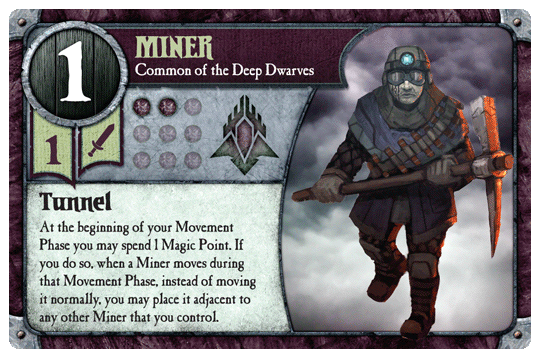 1
MINER
Common of the Deep Dwarves
1
Tunnel
At the beginning of your Movement
Phase you may spend 1 Magic Point. If
you do so, when a Miner moves during
that Movement Phase, instead of moving
it normally, you may place it adjacent to
any other Miner that you control.